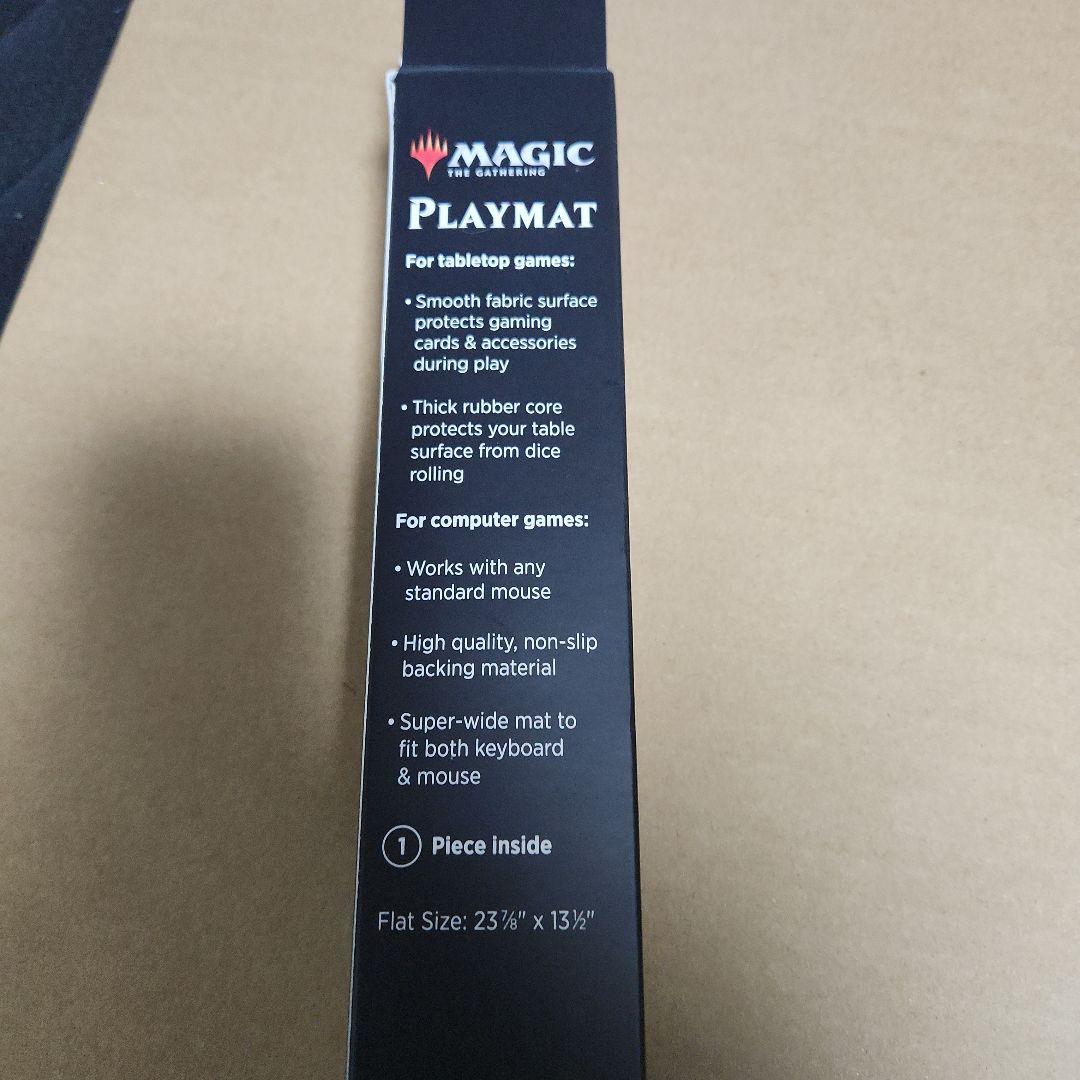 MAGIC
THE GATHERING
PLAYMAT
For tabletop games:
• Smooth fabric surface
protects gaming
cards & accessories
during play
• Thick rubber core
protects your table
surface from dice
rolling
For computer games:
• Works with any
standard mouse
• High quality, non-slip
backing material
• Super-wide mat to
fit both keyboard
& mouse
1 Piece inside
Flat Size: 23⅞" x 13½"